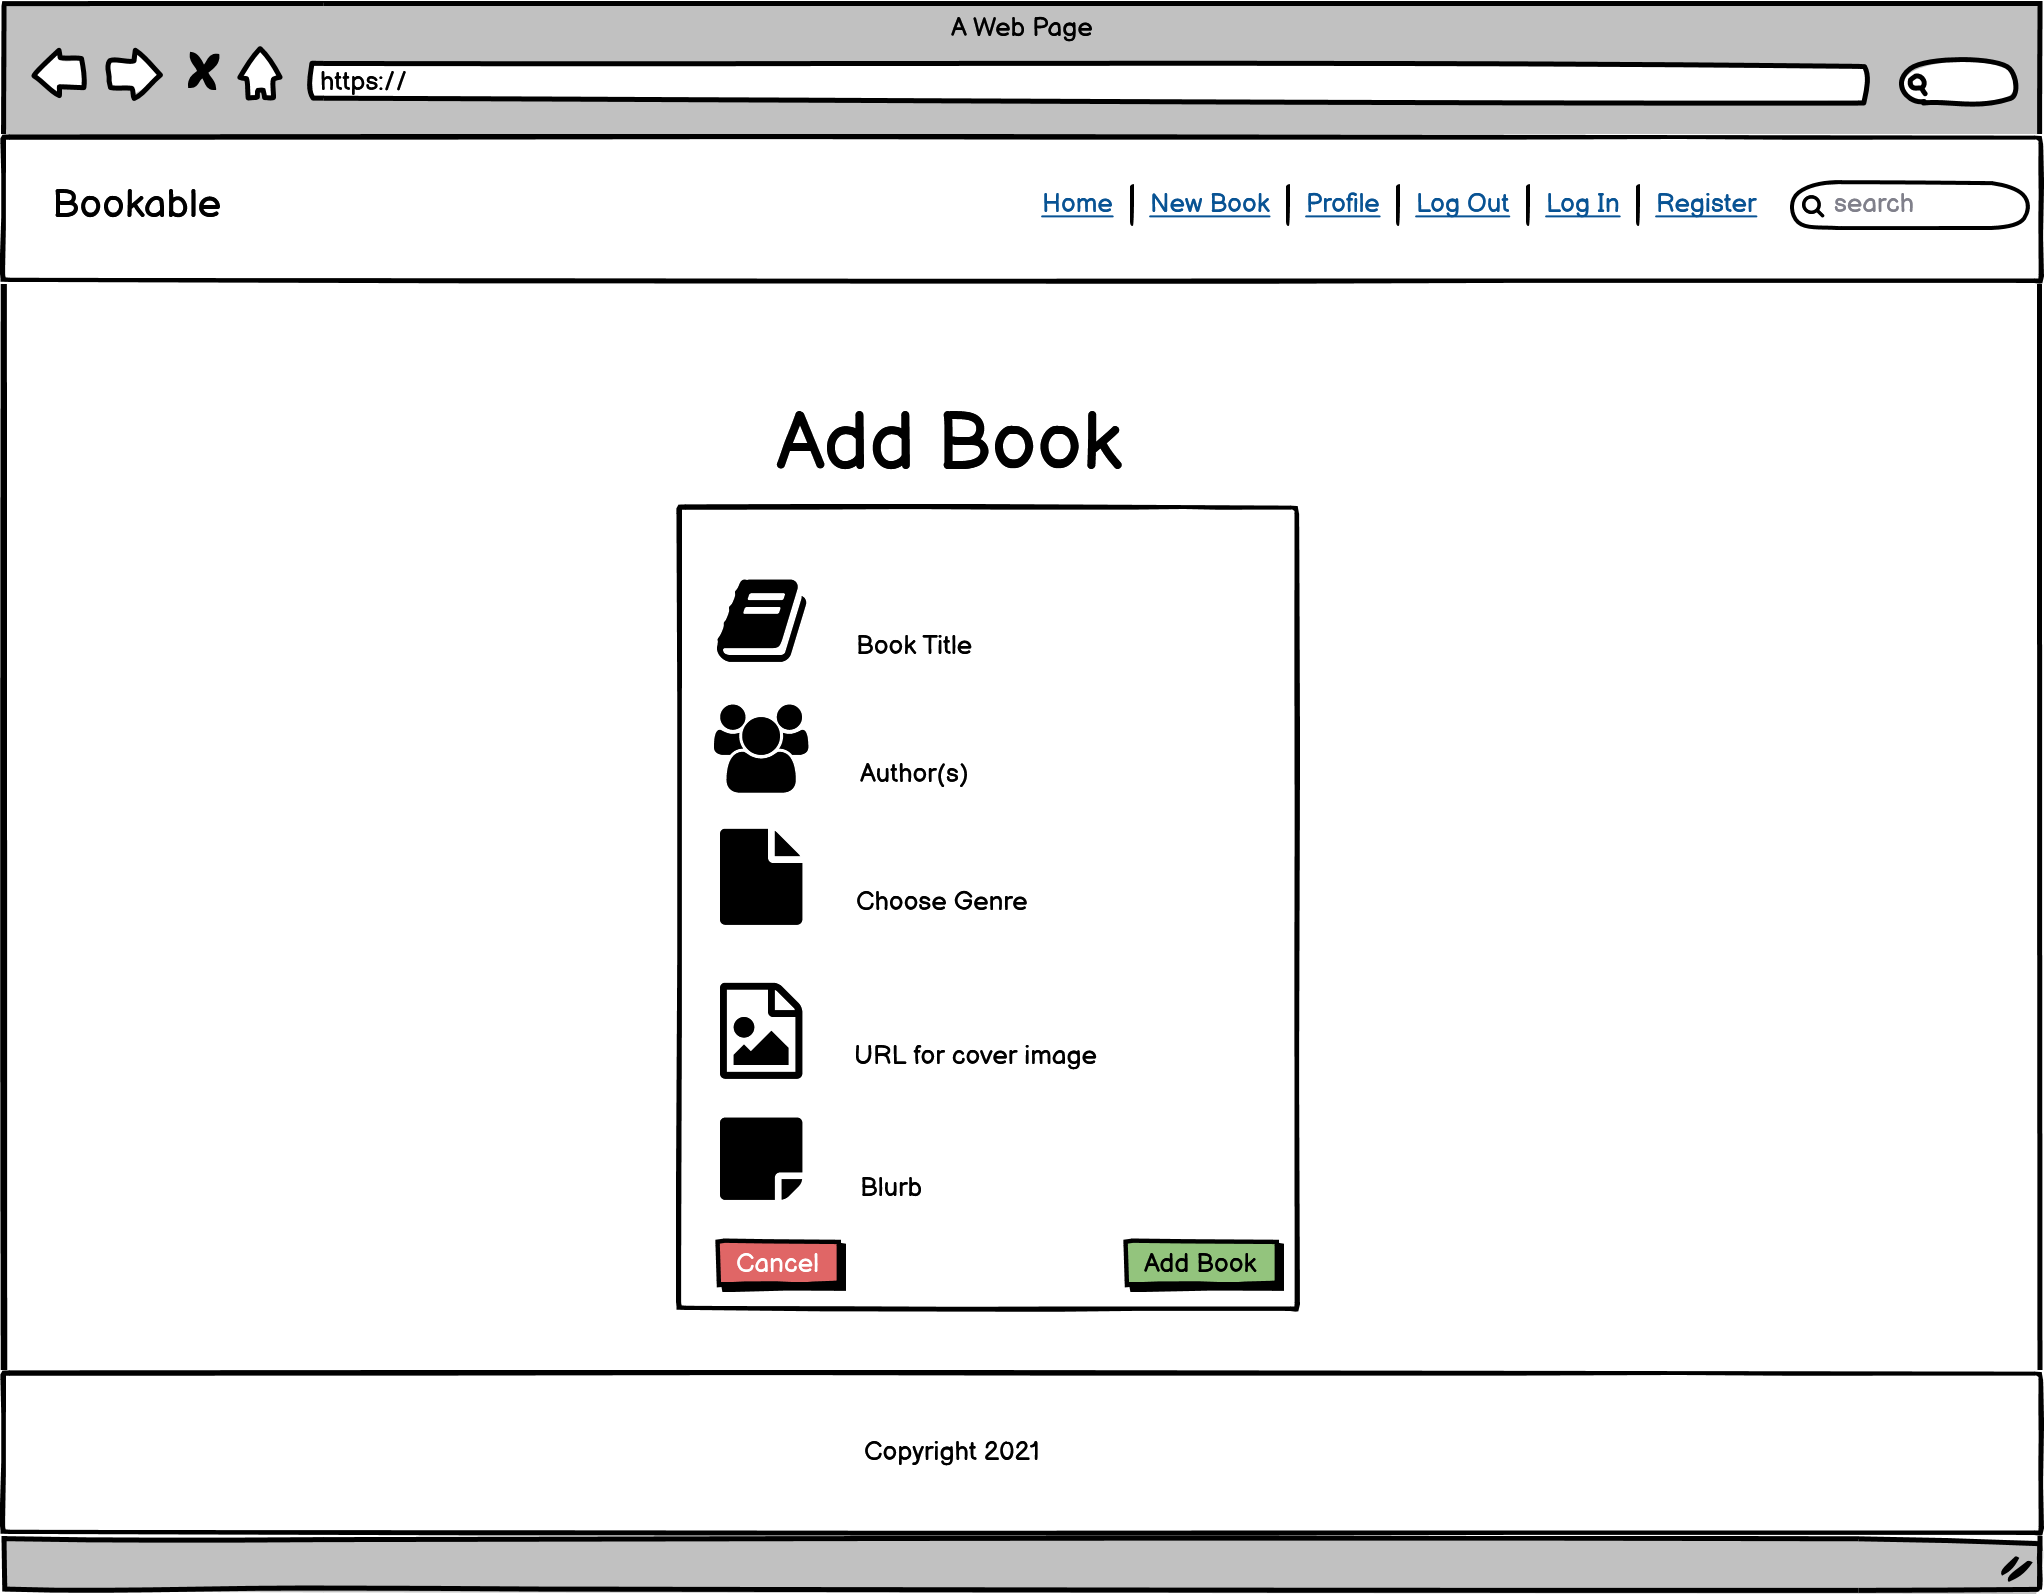 A Web Page
https://
Bookable
Home New Book Profile Log Out Log In Register search
Add Book
Book Title
Author(s)
Choose Genre
URL for cover image
Blurb
Cancel Add Book
Copyright 2021